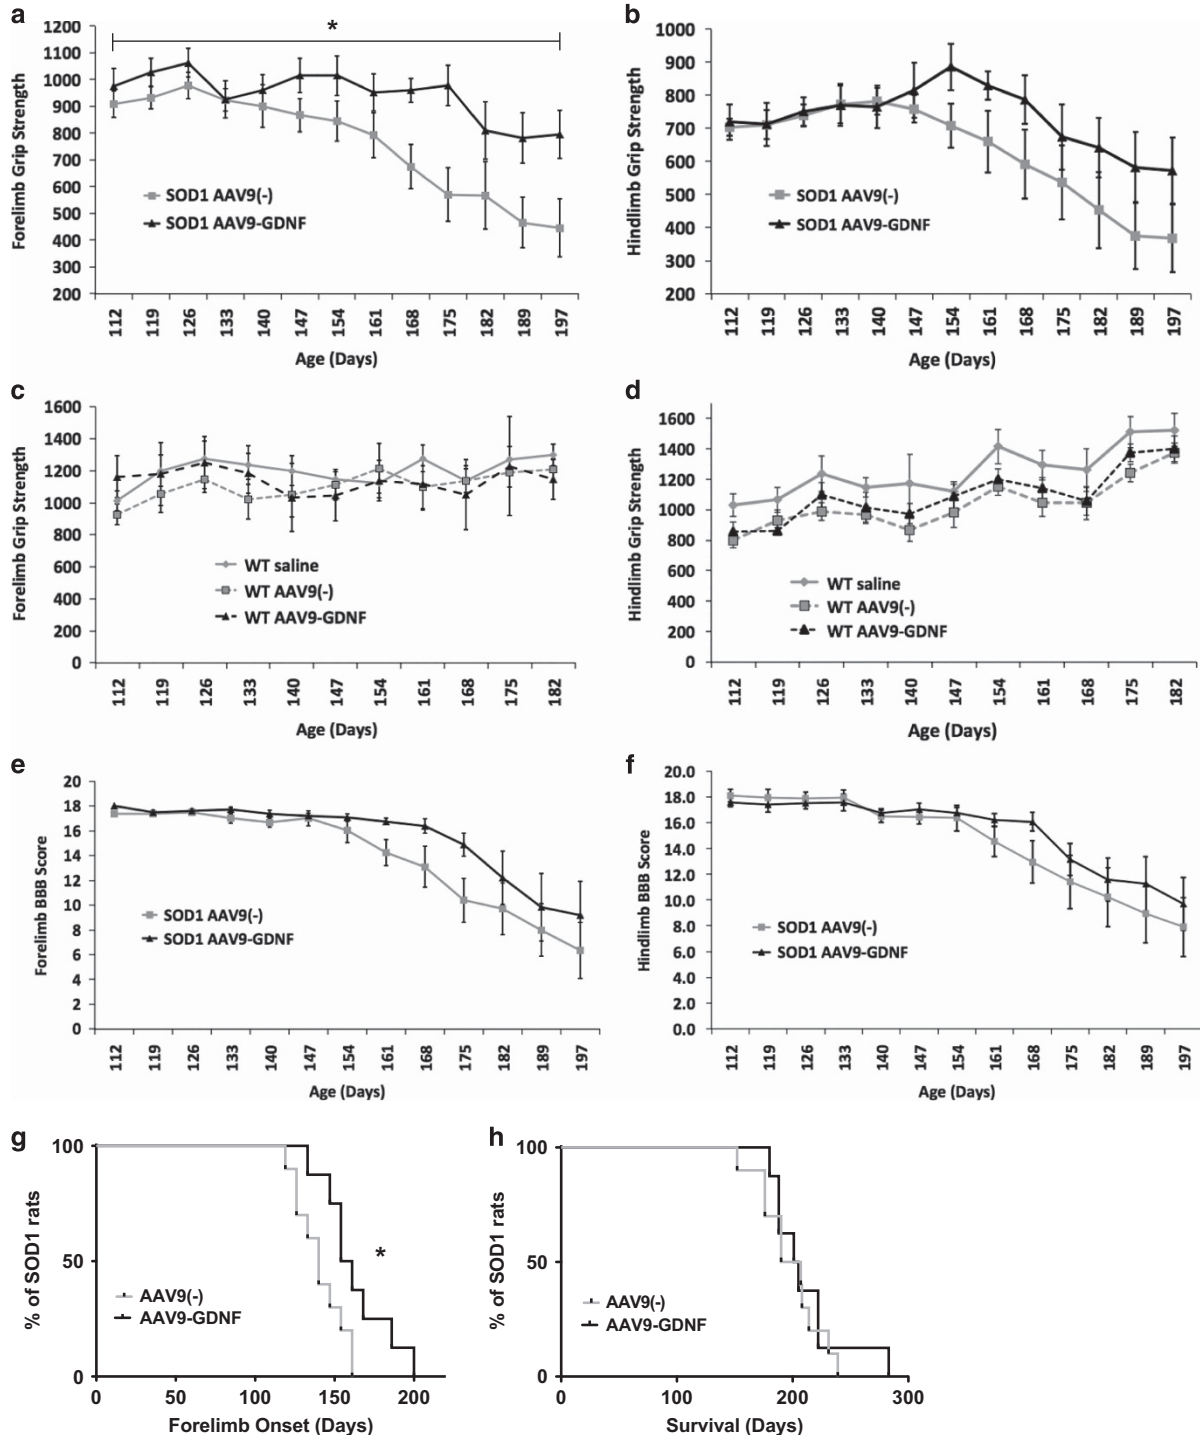 a
*
1200
1100
1000
900
800
700
600
500
400
300
200
Forelimb Grip Strength
SOD1 AAV9(-)
SOD1 AAV9-GDNF
112 119 126 133 140 147 154 161 168 175 182 189 197
Age (Days)
b
1000
900
800
700
600
500
400
300
200
Hindlimb Grip Strength
SOD1 AAV9(-)
SOD1 AAV9-GDNF
112 119 126 133 140 147 154 161 168 175 182 189 197
Age (Days)
c
1600
1400
1200
1000
800
600
400
200
0
Forelimb Grip Strength
WT saline
WT AAV9(-)
WT AAV9-GDNF
112 119 126 133 140 147 154 161 168 175 182
Age (Days)
d
1600
1400
1200
1000
800
600
400
200
0
Hindlimb Grip Strength
WT saline
WT AAV9(-)
WT AAV9-GDNF
112 119 126 133 140 147 154 161 168 175 182
Age (Days)
e
20
18
16
14
12
10
8
6
4
2
0
Forelimb BBB Score
SOD1 AAV9(-)
SOD1 AAV9-GDNF
112 119 126 133 140 147 154 161 168 175 182 189 197
Age (Days)
f
20.0
18.0
16.0
14.0
12.0
10.0
8.0
6.0
4.0
2.0
0.0
Hindlimb BBB Score
SOD1 AAV9(-)
SOD1 AAV9-GDNF
112 119 126 133 140 147 154 161 168 175 182 189 197
Age (Days)
g
100
50
0
% of SOD1 rats
*
AAV9(-)
AAV9-GDNF
0 50 100 150 200
Forelimb Onset (Days)
h
100
50
0
% of SOD1 rats
AAV9(-)
AAV9-GDNF
0 100 200 300
Survival (Days)